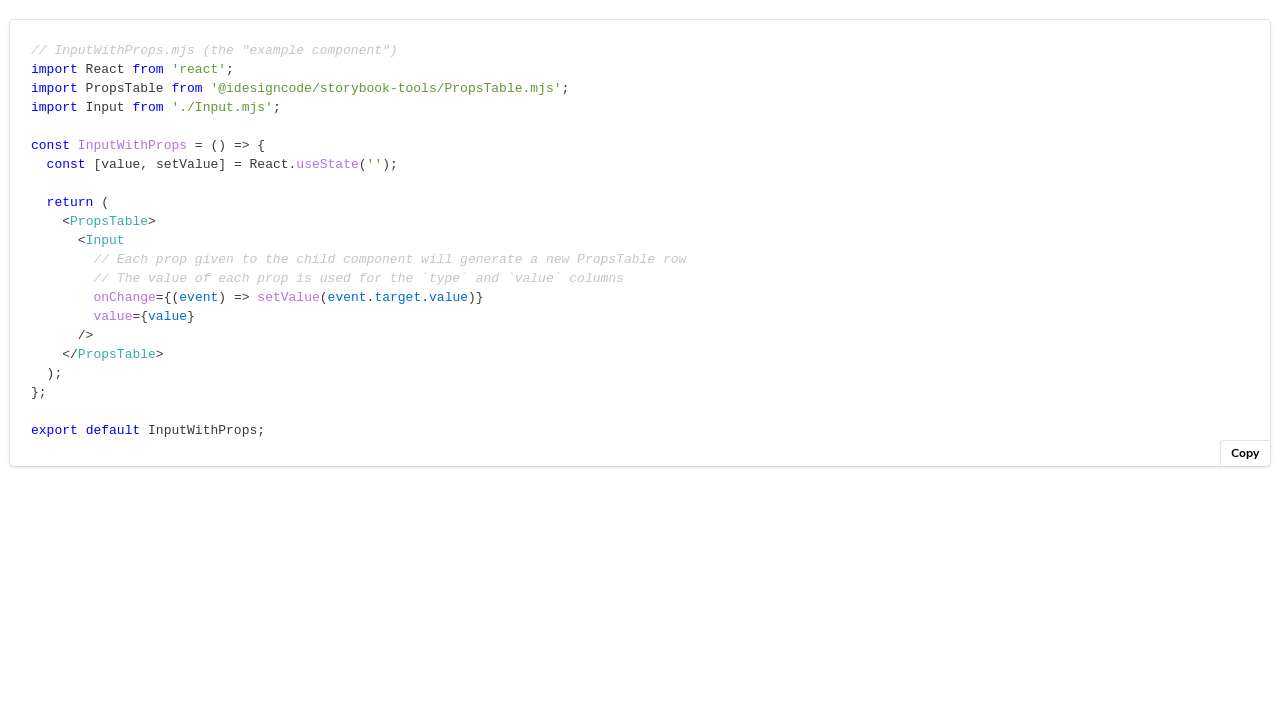 // InputWithProps.mjs (the "example component")
import React from 'react';
import PropsTable from '@idesigncode/storybook-tools/PropsTable.mjs';
import Input from './Input.mjs';

const InputWithProps = () => {
  const [value, setValue] = React.useState('');

  return (
    <PropsTable>
      <Input
        // Each prop given to the child component will generate a new PropsTable row
        // The value of each prop is used for the `type` and `value` columns
        onChange={(event) => setValue(event.target.value)}
        value={value}
      />
    </PropsTable>
  );
};

export default InputWithProps;
Copy